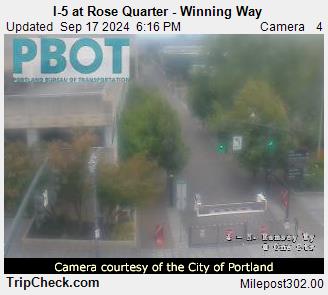 I-5 at Rose Quarter - Winning Way
Updated Sep 17 2024 6:16 PM Camera 4
PBOT
PORTLAND BUREAU OF TRANSPORTATION
Camera courtesy of the City of Portland
TripCheck.com Milepost302.00